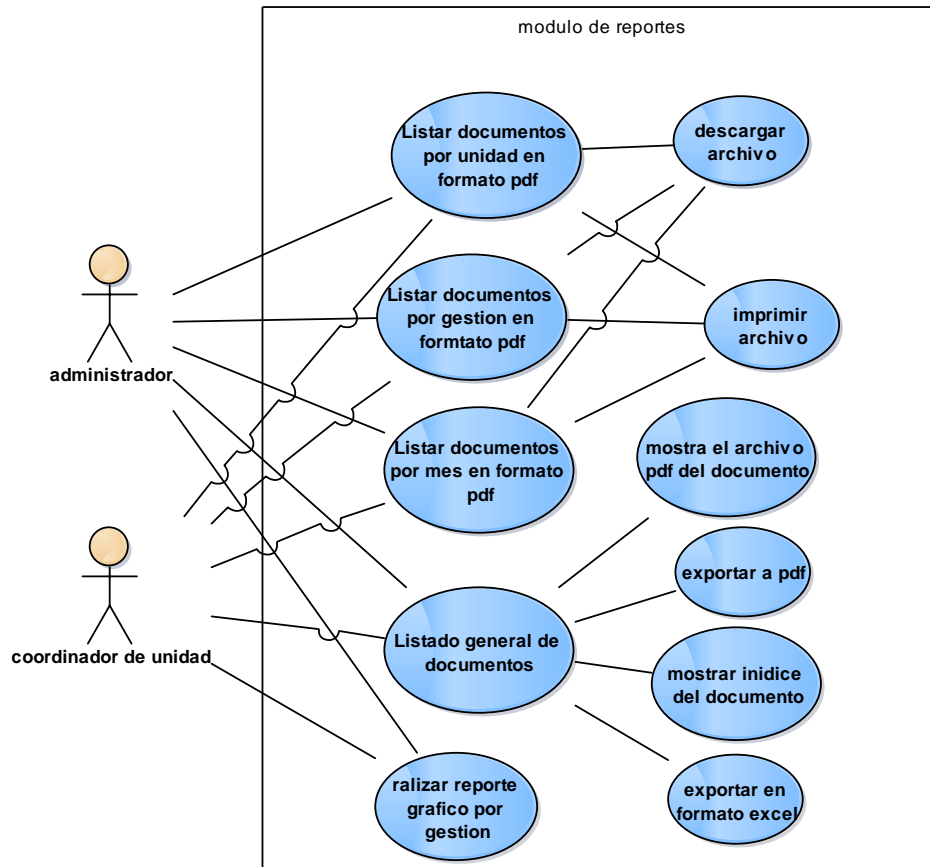 modulo de reportes
Listar documentos
por unidad en
formato pdf
descargar
archivo
Listar documentos
por gestion en
formtato pdf
imprimir
archivo
administrador
Listar documentos
por mes en formato
pdf
mostra el archivo
pdf del documento
exportar a pdf
Listado general de
documentos
coordinador de unidad
mostrar inidice
del documento
ralizar reporte
grafico por
gestion
exportar en
formato excel